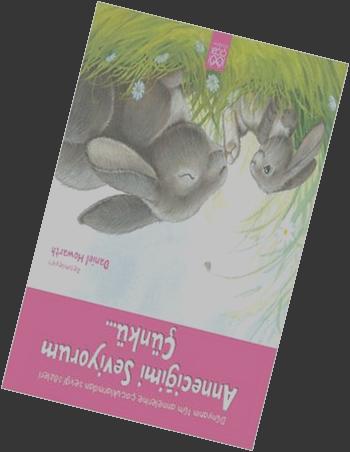 Dünyanın tüm annelerine çocuklarından sevgi sözleri
Anneciğimi Seviyorum
Çünkü...
Resimleyen:
Daniel Howarth